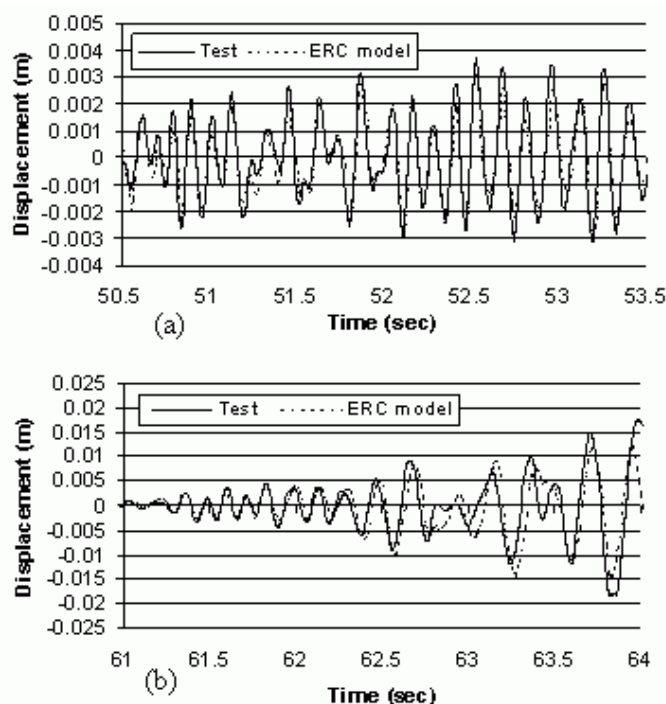 0.005
0.004
0.003
0.002
0.001
0
-0.001
-0.002
-0.003
-0.004
Displacement (m)
Test ERC model
50.5 51 51.5 52 52.5 53 53.5
(a) Time (sec)
0.025
0.02
0.015
0.01
0.005
0
-0.005
-0.01
-0.015
-0.02
-0.025
Displacement (m)
Test ERC model
61 61.5 62 62.5 63 63.5 64
(b) Time (sec)